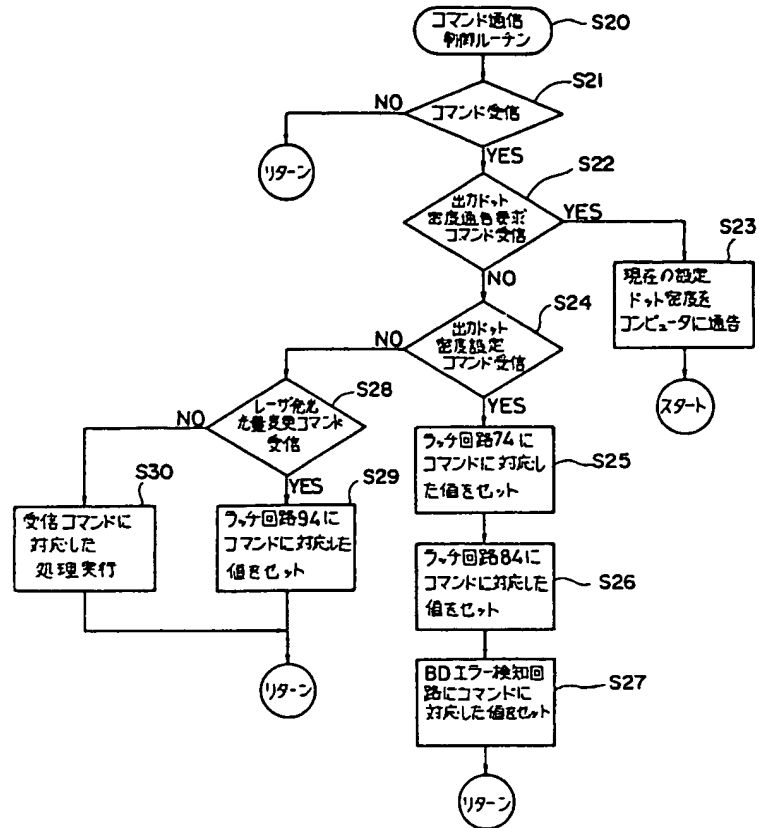 コマンド通信
制御ルーチン
S20
S21
コマンド受信
NO
リターン
YES
S22
出力ドット
密度通告要求
コマンド受信
YES
S23
現在の設定
ドット密度を
コンピュータに通告
スタート
NO
S24
出力ドット
密度設定
コマンド受信
NO
S28
レーザ発光
光量変更コマンド
受信
NO
S30
受信コマンドに
対応した
処理実行
YES
S29
ラッチ回路94に
コマンドに対応した
値をセット
リターン
YES
ラッチ回路74に
コマンドに対応し
た値をセット
S25
ラッチ回路84に
コマンドに対応した
値をセット
S26
BDエラー検知回
路にコマンドに
対応した値をセット
S27
リターン